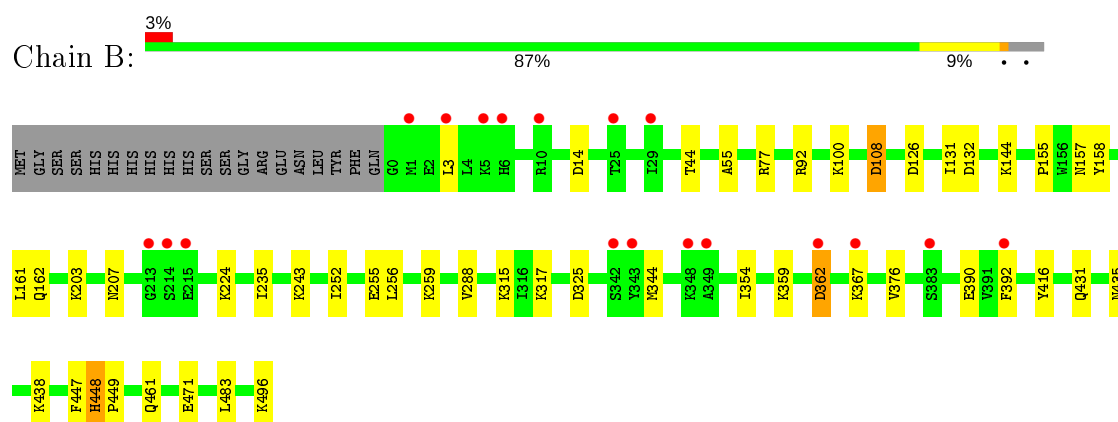 3%
Chain B:
87% 9% • •
MET GLY SER SER HIS HIS HIS HIS HIS HIS SER SER GLY ARG GLU ASN LEU TYR PHE GLN G0 M1 E2 L3 L4 K5 H6 R10 D14 T25 I29 T44 A55 R77 R92 K100 D108 D126 I131 D132 K144 P155 W156 N157 Y158
L161 Q162 K203 N207 G213 S214 E215 K224 I235 K243 I252 E255 L256 K259 V288 K315 I316 K317 D325 S342 Y343 M344 K348 A349 I354 K359 D362 K367 V376 S383 E390 V391 F392 Y416 Q431 N435
K438 F447 H448 P449 Q461 E471 L483 K496